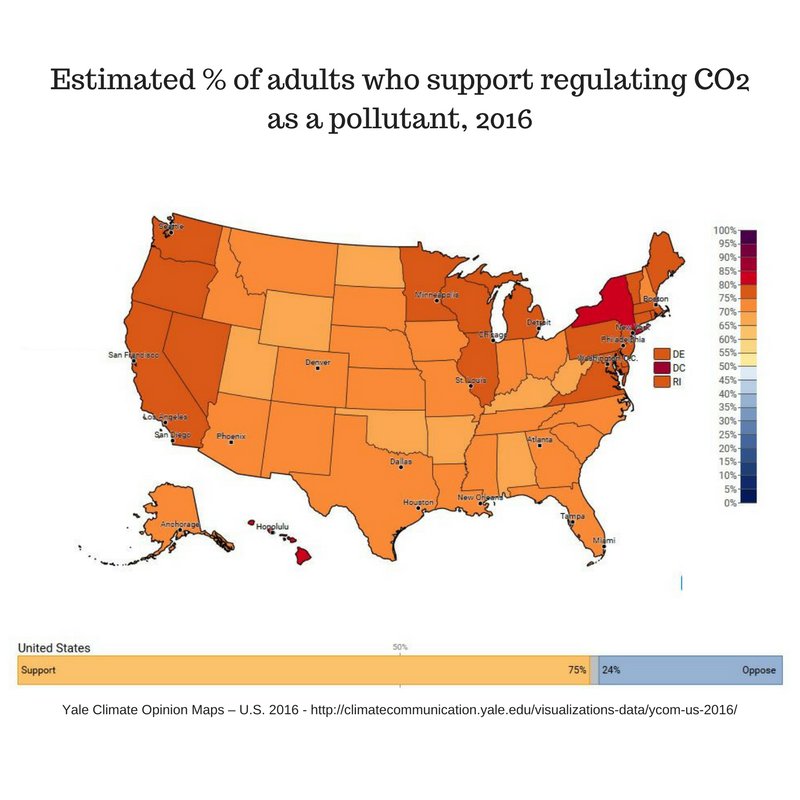 Estimated % of adults who support regulating CO2
as a pollutant, 2016
Seattle
Minneapolis
Boston
Detroit
New York
Chicago
Philadelphia
San Francisco
Washington, D.C.
Denver
St. Louis
Los Angeles
San Diego
Phoenix
Atlanta
Dallas
Houston
New Orleans
Tampa
Miami
Anchorage
Honolulu
DE
DC
RI
100%
95%
90%
85%
80%
75%
70%
65%
60%
55%
50%
45%
40%
35%
30%
25%
20%
15%
10%
5%
0%
United States
50%
Support 75% 24% Oppose
Yale Climate Opinion Maps – U.S. 2016 - http://climatecommunication.yale.edu/visualizations-data/ycom-us-2016/